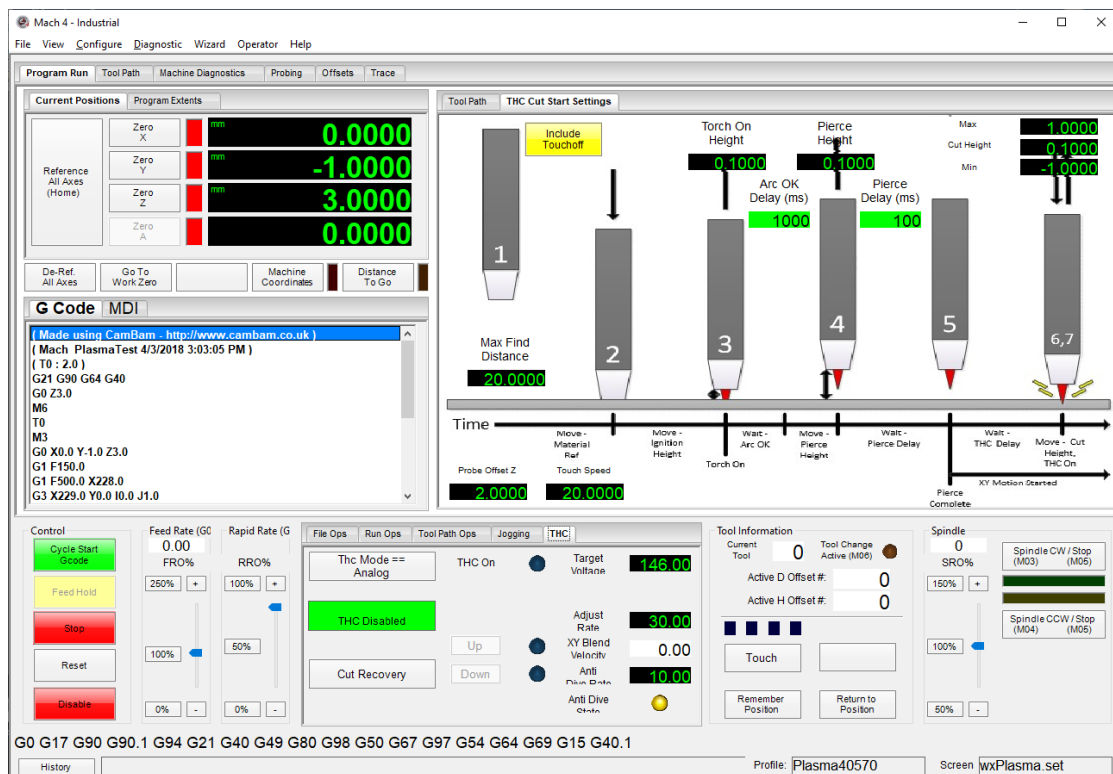 Mach 4 - Industrial
File View Configure Diagnostic Wizard Operator Help
Program Run Tool Path Machine Diagnostics Probing Offsets Trace
Current Positions Program Extents
Reference
All Axes
(Home)
Zero
X
mm
0.0000
Zero
Y
-1.0000
Zero
Z
mm
3.0000
Zero
A
0.0000
De-Ref.
All Axes
Go To
Work Zero
Machine
Coordinates
Distance
To Go
G Code MDI
( Made using CamBam - http://www.cambam.co.uk )
( Mach PlasmaTest 4/3/2018 3:03:05 PM )
( T0 : 2.0 )
G21 G90 G64 G40
G0 Z3.0
M6
T0
M3
G0 X0.0 Y-1.0 Z3.0
G1 F150.0
G1 F500.0 X228.0
G3 X229.0 Y0.0 I0.0 J1.0
Tool Path THC Cut Start Settings
Include
Touchoff
Torch On
Height
0.1000
Pierce
Height
0.1000
Max
1.0000
Cut Height
0.1000
Min
-1.0000
Arc OK
Delay (ms)
1000
Pierce
Delay (ms)
100
1
2
3
4
5
6,7
Max Find
Distance
20.0000
Time
Move -
Material
Ref
Move -
Ignition
Height
Wait -
Arc OK
Move -
Pierce
Height
Wait -
Pierce Delay
Wait -
THC Delay
Move - Cut
Height,
THC On
Torch On
XY Motion Started
Pierce
Complete
Probe Offset Z
2.0000
Touch Speed
20.0000
Control
Cycle Start
Gcode
Feed Hold
Stop
Reset
Disable
Feed Rate (G0
0.00
FRO%
250% +
100%
0% -
Rapid Rate (G
RRO%
100% +
50%
0% -
File Ops Run Ops Tool Path Ops Jogging THC
Thc Mode ==
Analog
THC On
Target
Voltage
146.00
THC Disabled
Adjust
Rate
30.00
Up
XY Blend
Velocity
0.00
Cut Recovery
Down
Anti
Dive Rate
10.00
Anti Dive
State
Tool Information
Current
Tool
0
Tool Change
Active (M06)
Active D Offset #:
0
Active H Offset #:
0
Touch
Remember
Position
Return to
Position
Spindle
0
SRO%
150% +
100%
50% -
Spindle CW / Stop
(M03) (M05)
Spindle CCW / Stop
(M04) (M05)
G0 G17 G90 G90.1 G94 G21 G40 G49 G80 G98 G50 G67 G97 G54 G64 G69 G15 G40.1
History
Profile: Plasma40570
Screen wxPlasma.set